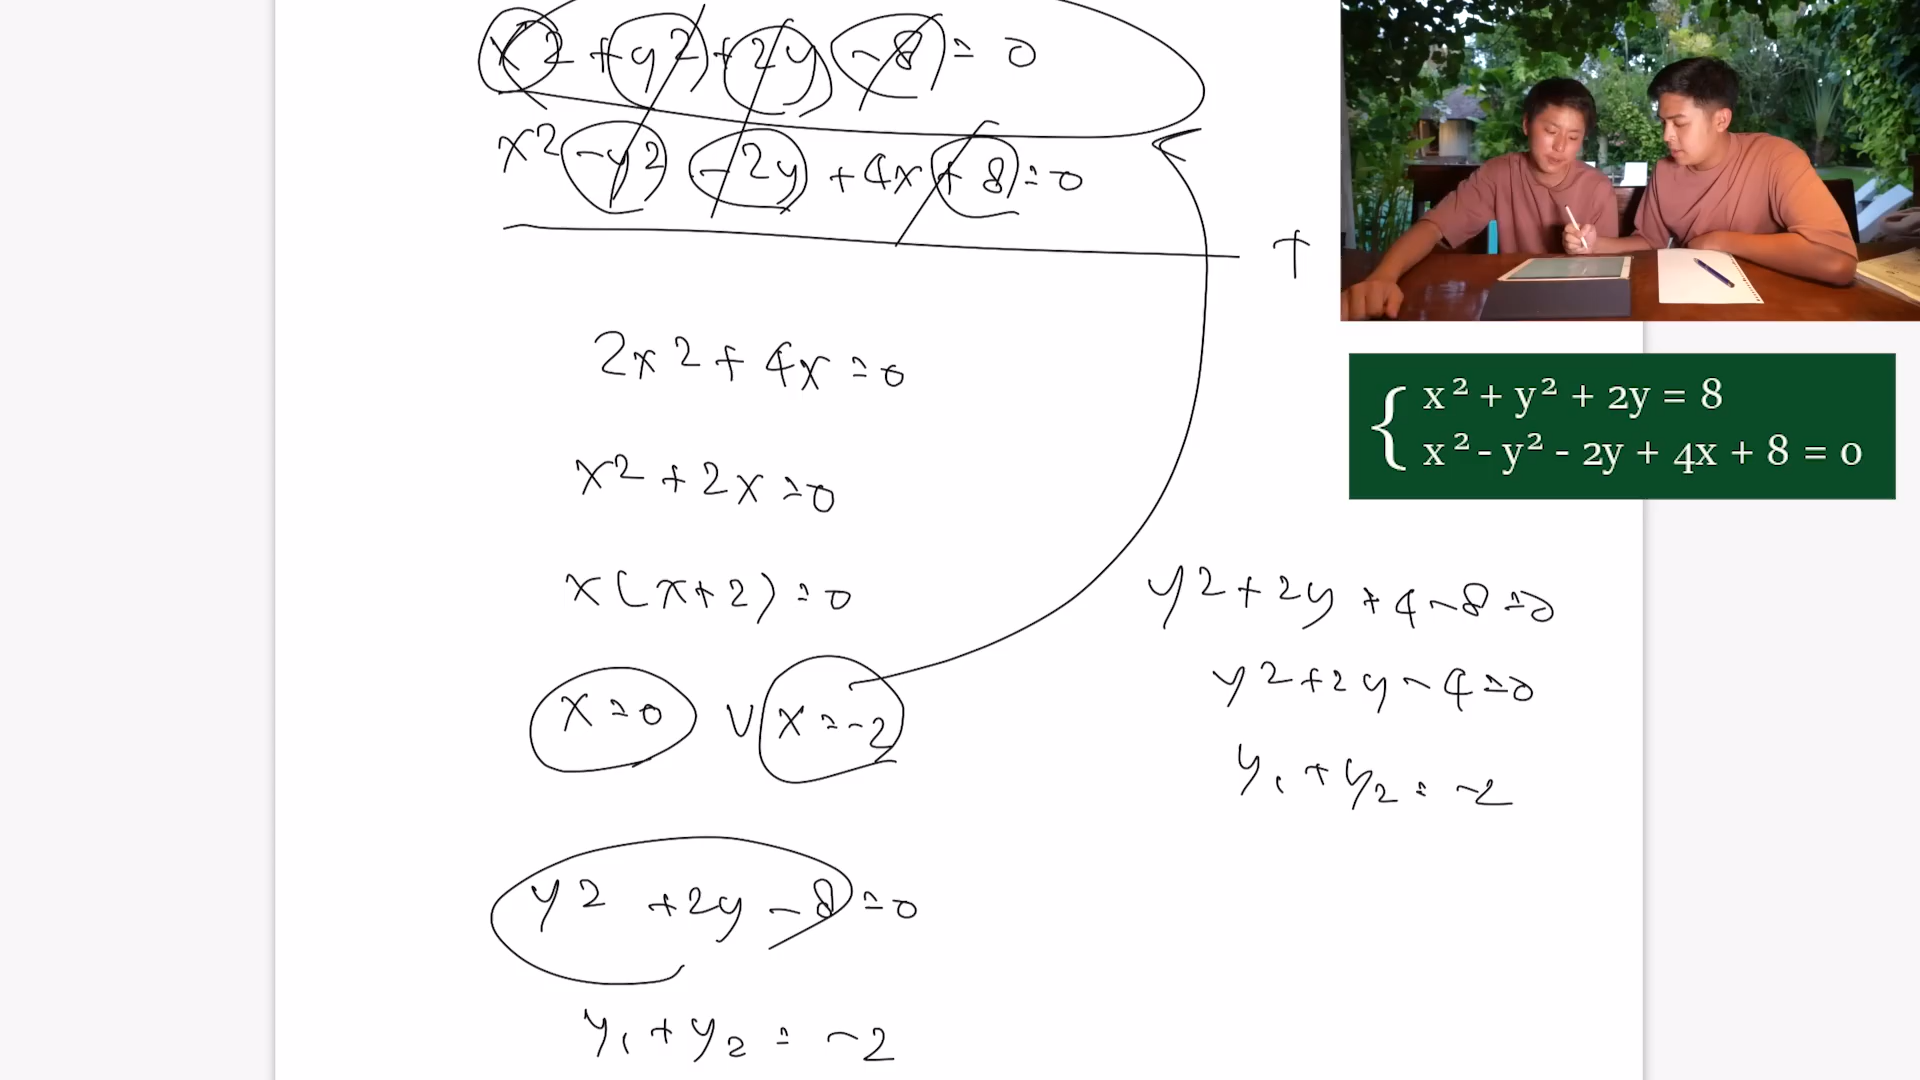 x2 + y2 + 2y - 8 = 0
x2 - y2 - 2y + 4x + 8 = 0
+
2x2 + 4x = 0
x2 + 2x = 0
x(x+2) = 0
x = 0 v x = -2
y2 + 2y - 8 = 0
y1 + y2 = -2
x² + y² + 2y = 8
x² - y² - 2y + 4x + 8 = 0
y2 + 2y + 4 - 8 = 0
y2 + 2y - 4 = 0
y1 + y2 = -2